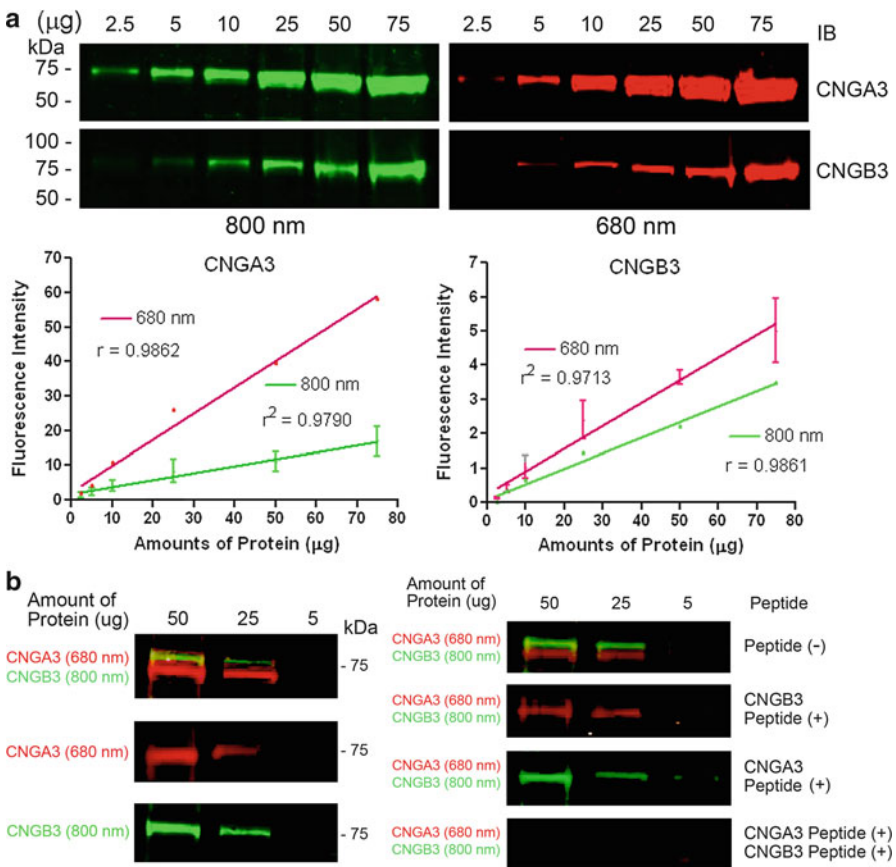 a (µg) 2.5 5 10 25 50 75 2.5 5 10 25 50 75 IB
kDa
75 -
50 -
CNGA3
100 -
75 -
50 -
CNGB3
800 nm 680 nm
CNGA3
Fluorescence Intensity
70
60
50
40
30
20
10
0
680 nm
r = 0.9862
800 nm
r² = 0.9790
0 10 20 30 40 50 60 70 80
Amounts of Protein (µg)
CNGB3
Fluorescence Intensity
7
6
5
4
3
2
1
0
680 nm
r² = 0.9713
800 nm
r = 0.9861
0 10 20 30 40 50 60 70 80
Amounts of Protein (µg)
b
Amount of
Protein (ug) 50 25 5 kDa
CNGA3 (680 nm)
CNGB3 (800 nm)
- 75
CNGA3 (680 nm) - 75
CNGB3 (800 nm) - 75
Amount of
Protein (ug) 50 25 5 Peptide
CNGA3 (680 nm)
CNGB3 (800 nm)
Peptide (-)
CNGA3 (680 nm)
CNGB3 (800 nm)
CNGB3
Peptide (+)
CNGA3 (680 nm)
CNGB3 (800 nm)
CNGA3
Peptide (+)
CNGA3 (680 nm)
CNGB3 (800 nm)
CNGA3 Peptide (+)
CNGB3 Peptide (+)